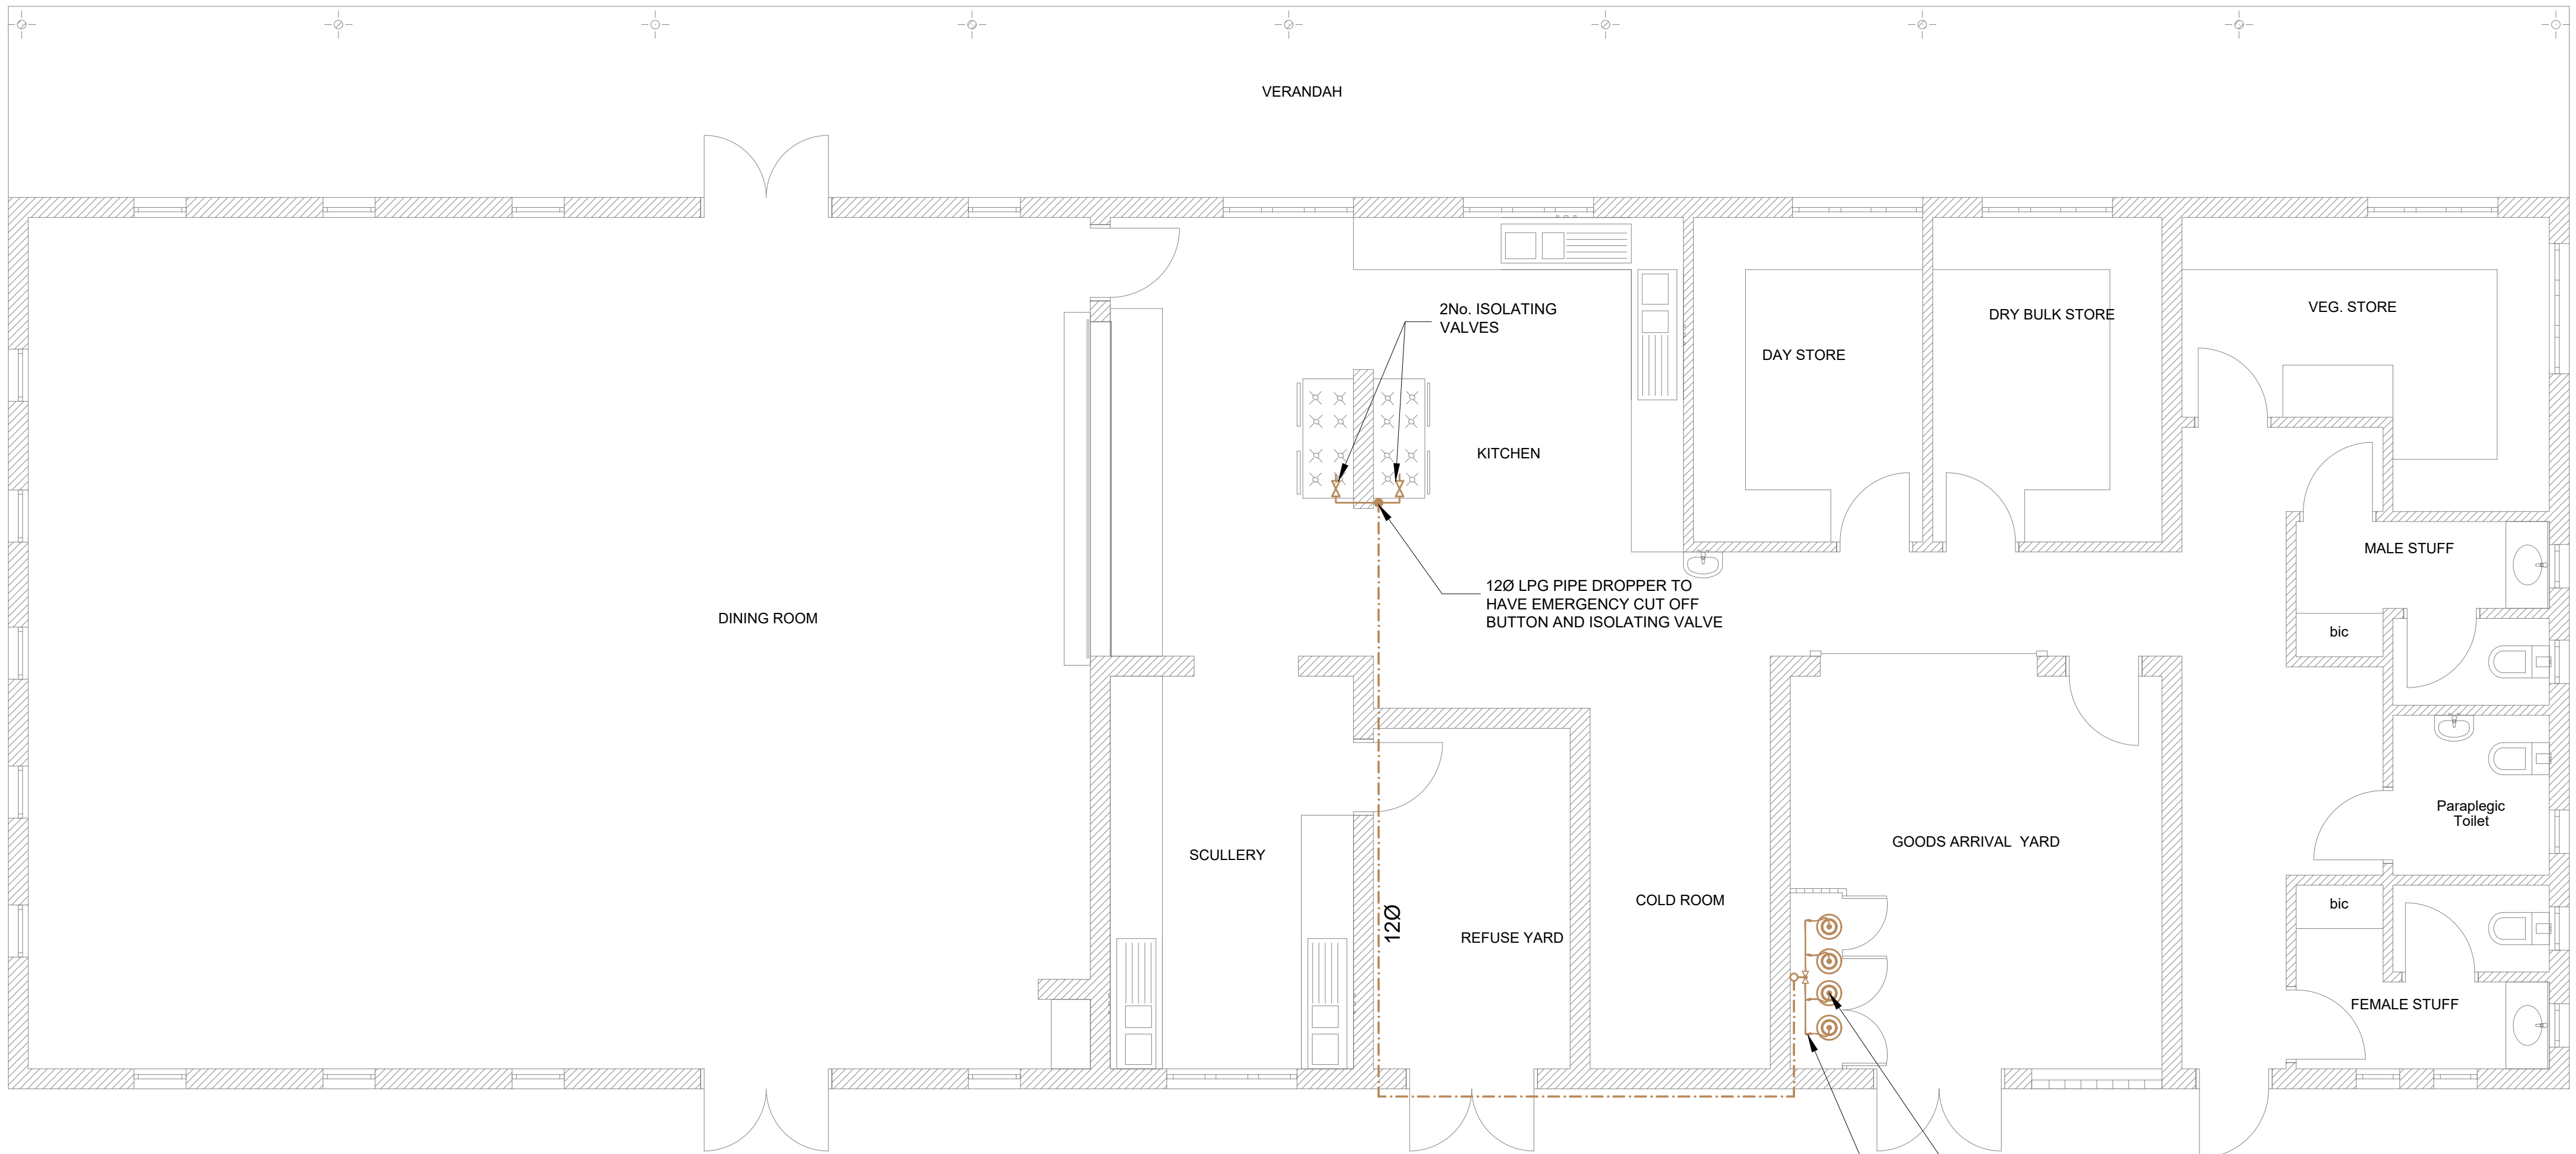 VERANDAH
2No. ISOLATING
VALVES
DRY BULK STORE
VEG. STORE
DAY STORE
KITCHEN
MALE STUFF
12Ø LPG PIPE DROPPER TO
HAVE EMERGENCY CUT OFF
BUTTON AND ISOLATING VALVE
DINING ROOM
bic
Paraplegic
Toilet
GOODS ARRIVAL YARD
SCULLERY
COLD ROOM
bic
12Ø
REFUSE YARD
FEMALE STUFF